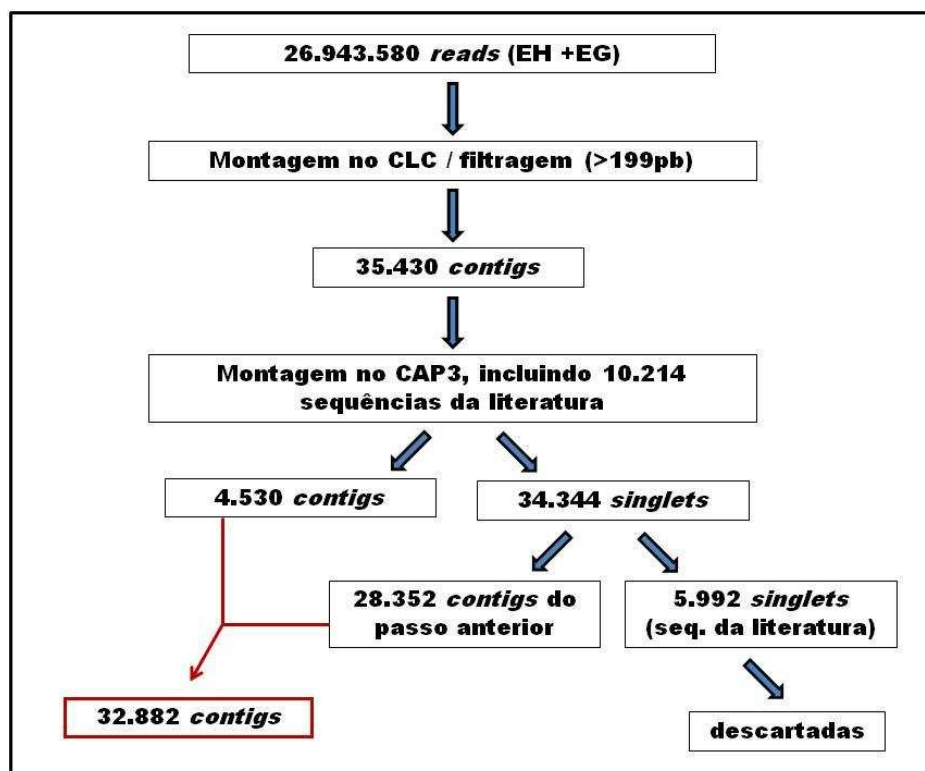 26.943.580 reads (EH +EG)
Montagem no CLC / filtragem (>199pb)
35.430 contigs
Montagem no CAP3, incluindo 10.214
sequências da literatura
4.530 contigs
34.344 singlets
28.352 contigs do
passo anterior
5.992 singlets
(seq. da literatura)
32.882 contigs
descartadas